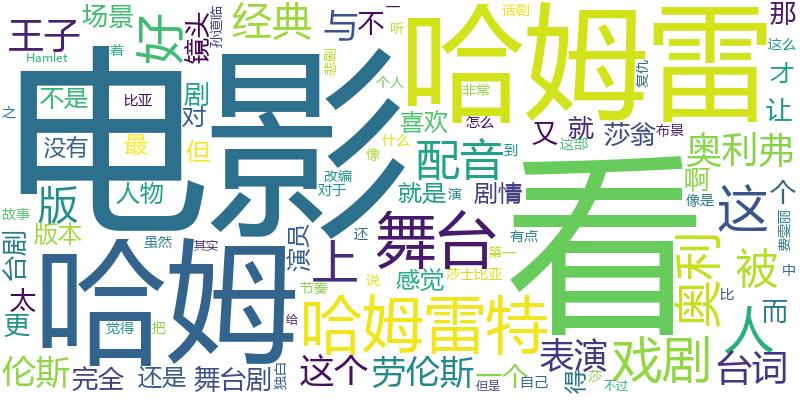 电影
看
哈姆雷
哈姆
哈姆雷特
王子
场景
好
镜头
孙道临
经典
与
不
一
听
话剧
那
Hamlet
着
悲剧
个人
非常
复仇
这么
才
让
不是
比亚
剧
对
之
没有
最
但
喜欢
怎么
又
就
莎翁
布景
什么
配音
到
这部
奥利弗
像
啊
版
人物
改编
对于
就是
演
剧情
像是
这
个
故事
版本
虽然
其实
演员
还
舞台
有点
费雯丽
台剧
上
第一
奥利
被
中
太
感觉
莎士比亚
说
节奏
比
而
更
觉得
把
给
人
伦斯
完全
还是
舞台剧
独白
这个
劳伦斯
一个
但是
自己
表演
得
莎
不过
戏剧
台词